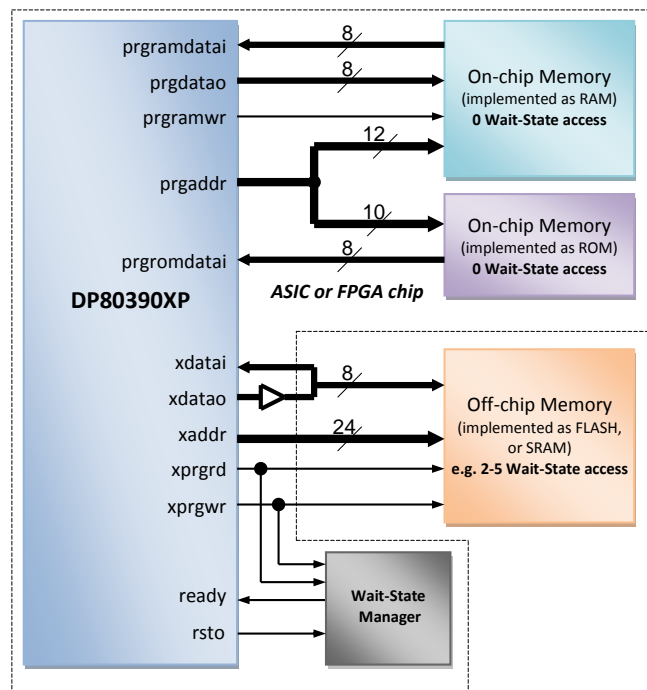 prgramdatai
8
prgdatao
8
prgramwr
12
prgaddr
10
prgromdatai
8
On-chip Memory
(implemented as RAM)
0 Wait-State access
On-chip Memory
(implemented as ROM)
0 Wait-State access
ASIC or FPGA chip
DP80390XP
xdatai
8
xdatao
xaddr
24
xprgrd
xprgwr
Off-chip Memory
(implemented as FLASH,
or SRAM)
e.g. 2-5 Wait-State access
ready
rsto
Wait-State
Manager